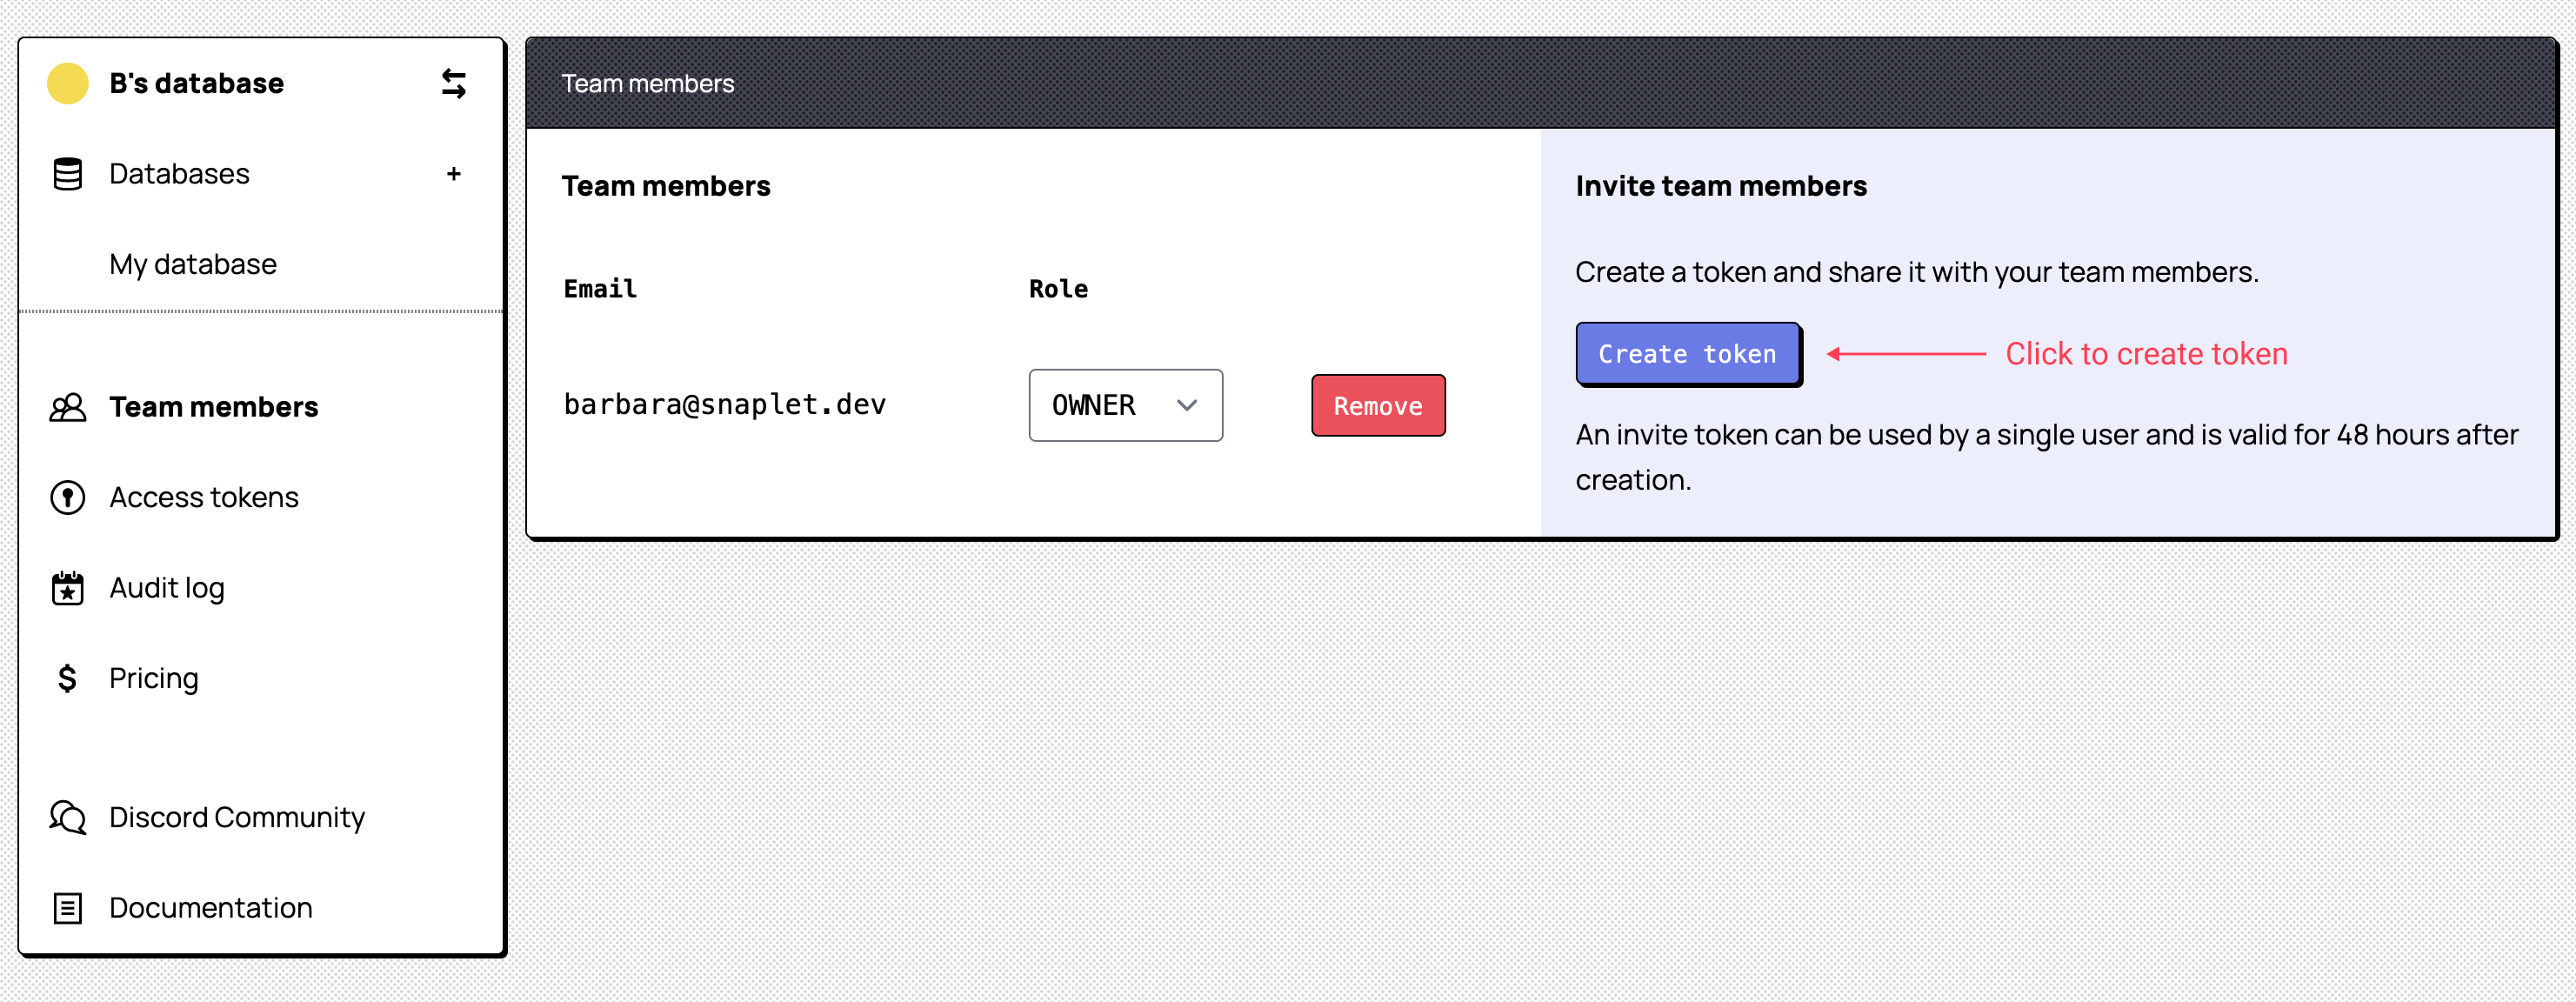 B's database
Databases +
My database
Team members
Access tokens
Audit log
$ Pricing
Discord Community
Documentation
Team members
Team members
Email Role
barbara@snaplet.dev OWNER Remove
Invite team members
Create a token and share it with your team members.
Create token Click to create token
An invite token can be used by a single user and is valid for 48 hours after
creation.